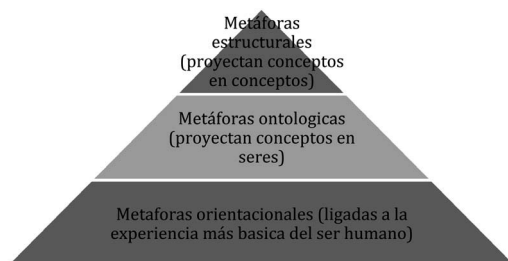 Metáforas
estructurales
(proyectan conceptos
en conceptos)
Metáforas ontologicas
(proyectan conceptos en
seres)
Metaforas orientacionales (ligadas a la
experiencia más basica del ser humano)